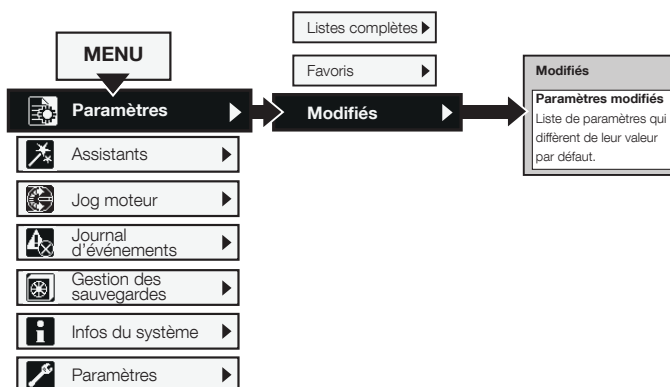 MENU
Paramètres
Assistants
Jog moteur
Journal
d'événements
Gestion des
sauvegardes
Infos du système
Paramètres
Listes complètes
Favoris
Modifiés
Modifiés
Paramètres modifiés
Liste de paramètres qui
diffèrent de leur valeur
par défaut.